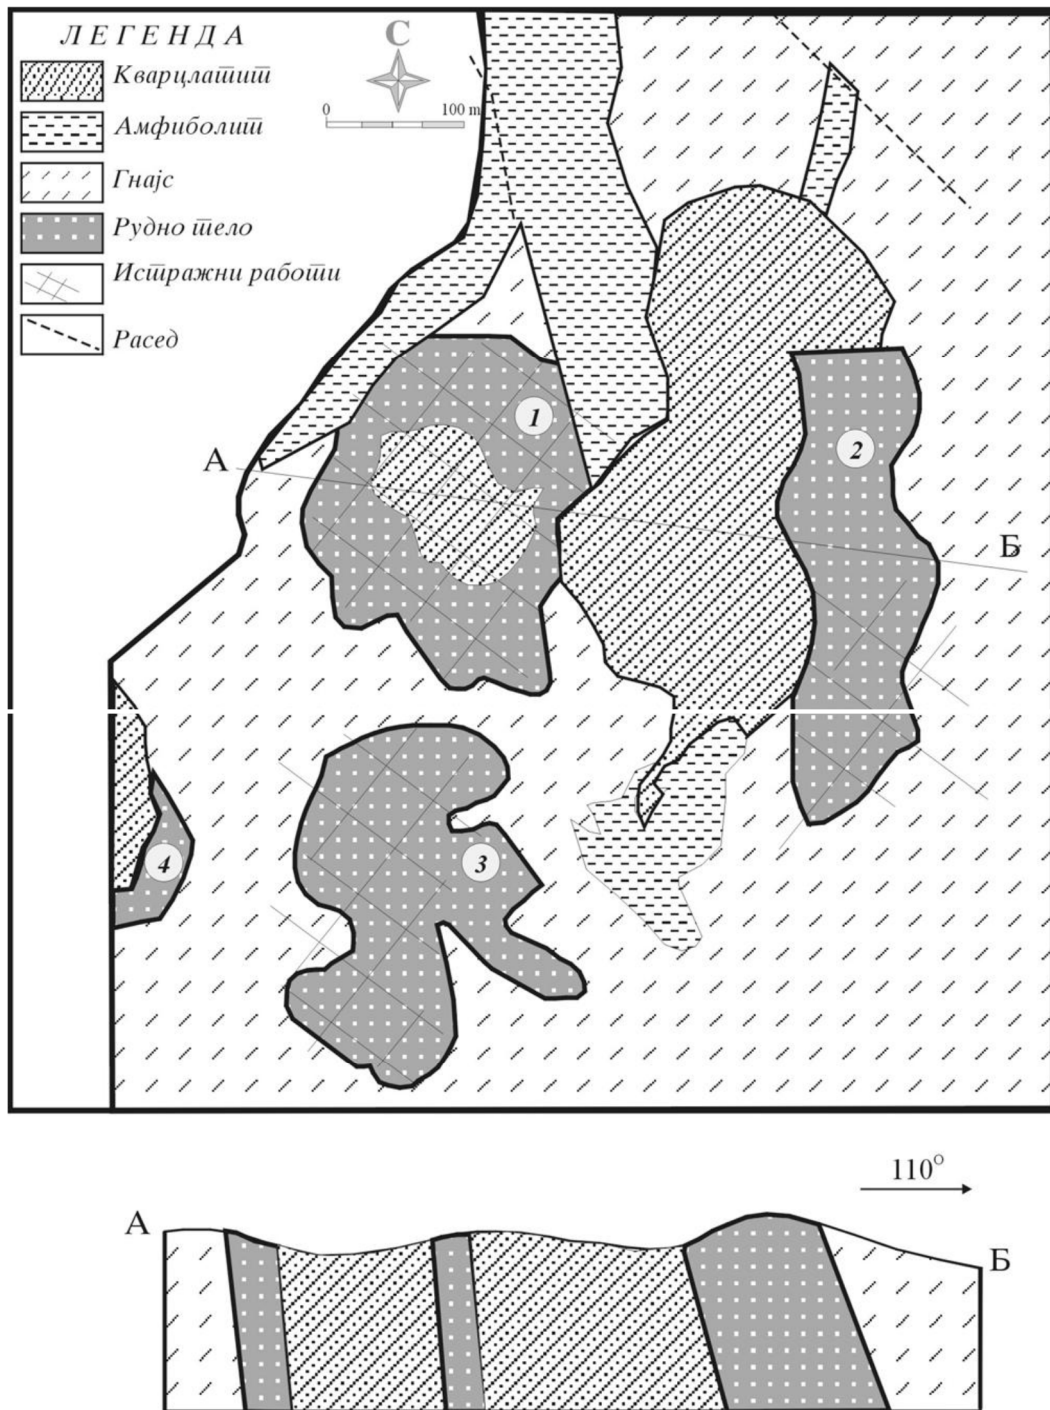 ЛЕГЕНДА
Кварцлатит
Амфиболит
Гнајс
Рудно тело
Истражни работи
Расед
С
0 100 m
1
2
А
Б
3
4
110°
А
Б